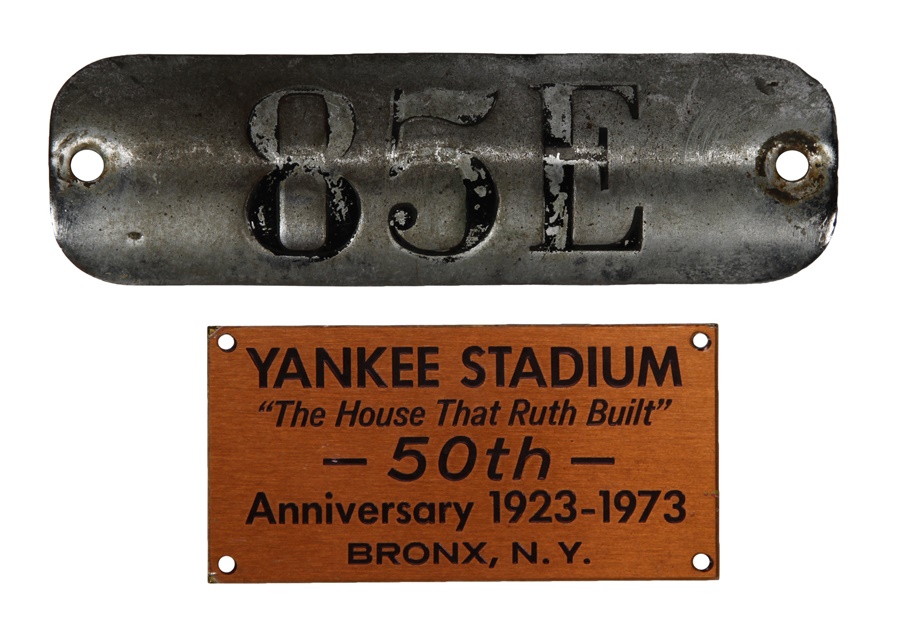 85E
YANKEE STADIUM
"The House That Ruth Built"
— 50th —
Anniversary 1923-1973
BRONX, N.Y.